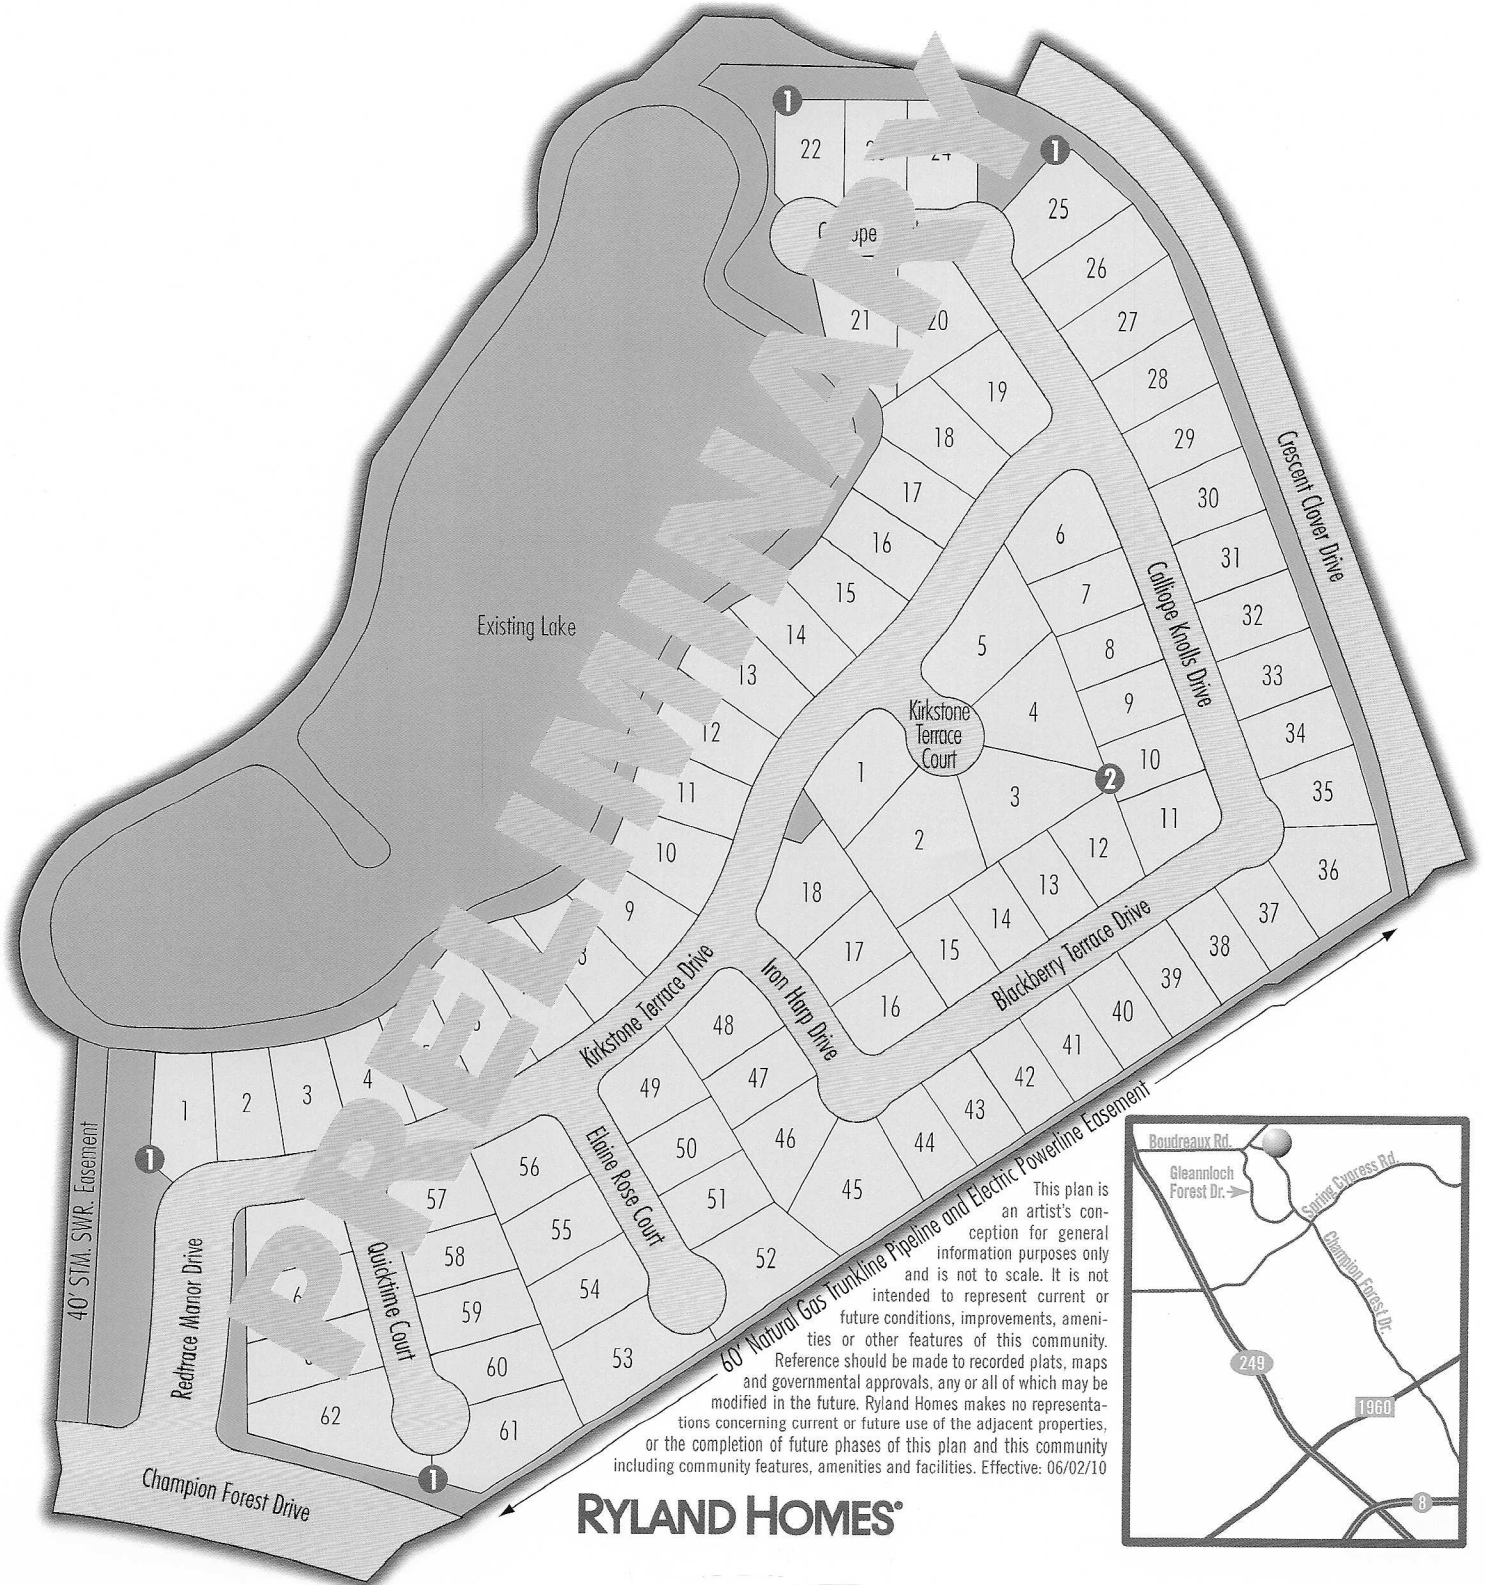 1
22
24
1
25
26
21
20
27
19
28
18
29
17
30
6
16
31
7
15
32
14
5
8
13
33
9
4
12
34
10
2
1
11
3
35
11
2
12
10
36
13
18
9
37
14
38
15
17
39
16
40
48
41
42
47
49
43
46
44
50
45
51
52
1
2
3
4
1
56
57
55
58
54
59
53
60
62
61
1
Existing Lake
Crescent Clover Drive
Calliope Knolls Drive
Kirkstone
Terrace
Court
Blackberry Terrace Drive
Iron Harp Drive
Kirkstone Terrace Drive
Elaine Rose Court
Quicktime Court
Redtrace Manor Drive
Champion Forest Drive
40' STM. SWR. Easement
60' Natural Gas Trunkline Pipeline and Electric Powerline Easement
PRELIMINARY
This plan is
an artist's con-
ception for general
information purposes only
and is not to scale. It is not
intended to represent current or
future conditions, improvements, ameni-
ties or other features of this community.
Reference should be made to recorded plats, maps
and governmental approvals, any or all of which may be
modified in the future. Ryland Homes makes no representa-
tions concerning current or future use of the adjacent properties,
or the completion of future phases of this plan and this community
including community features, amenities and facilities. Effective: 06/02/10
RYLAND HOMES®
Boudreaux Rd.
Gleannloch
Forest Dr.
Spring Cypress Rd.
Champion Forest Dr.
249
1960
8